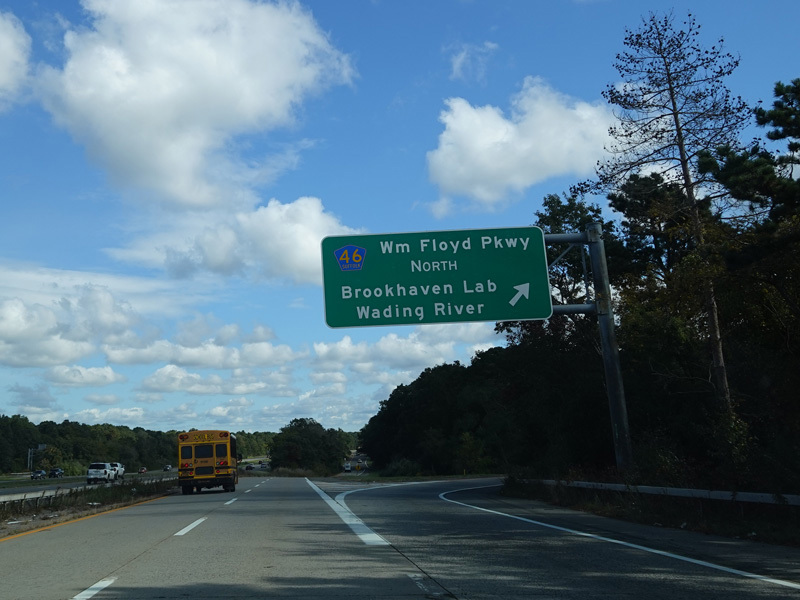 46
Wm Floyd Pkwy
NORTH
Brookhaven Lab
Wading River